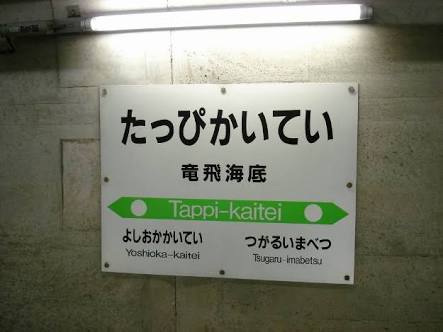 たっぴかいてい
竜飛海底
Tappi-kaitei
よしおかかいてい
つがるいまべつ
Yoshioka-kaitei
Tsugaru-imabetsu